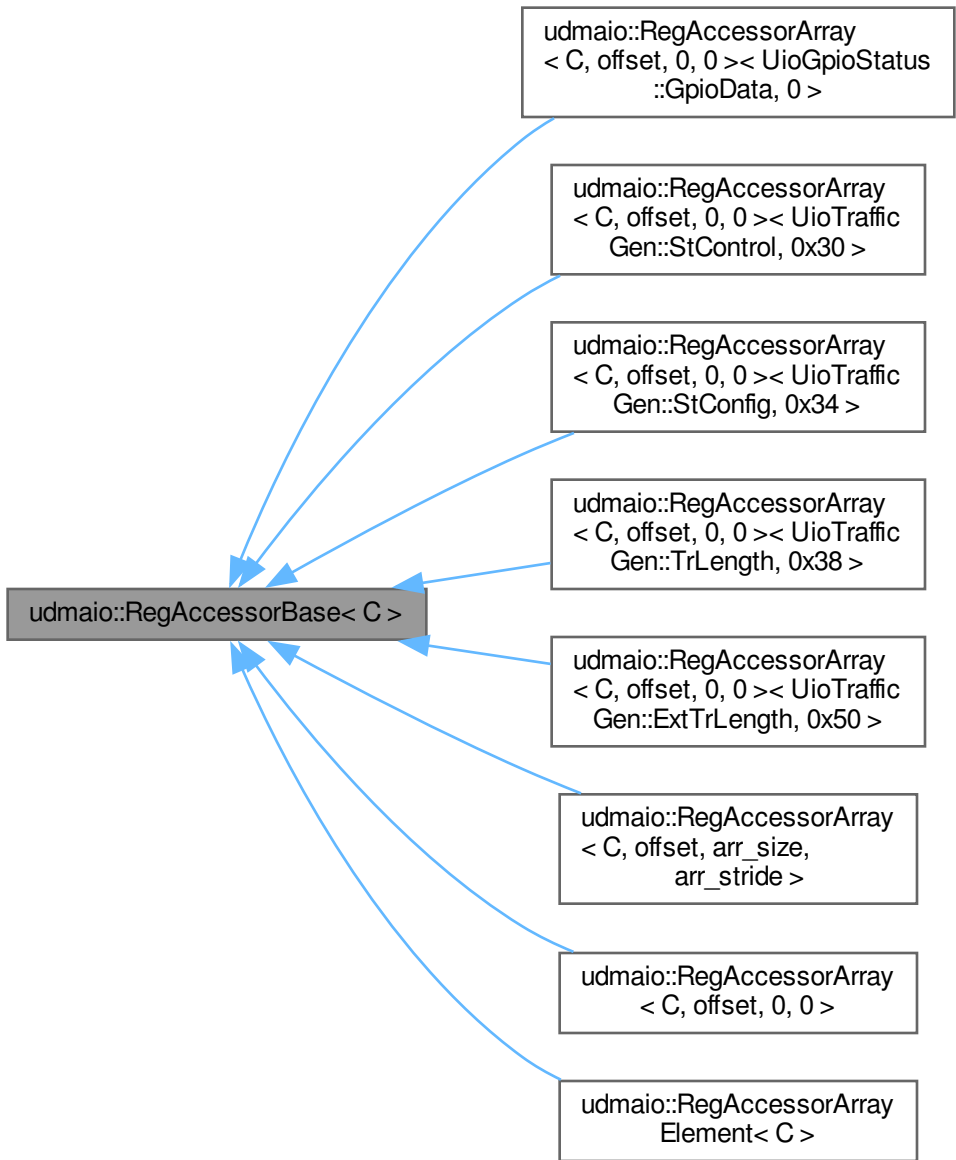 udmaio::RegAccessorArray
< C, offset, 0, 0 >< UioGpioStatus
::GpioData, 0 >
udmaio::RegAccessorArray
< C, offset, 0, 0 >< UioTraffic
Gen::StControl, 0x30 >
udmaio::RegAccessorArray
< C, offset, 0, 0 >< UioTraffic
Gen::StConfig, 0x34 >
udmaio::RegAccessorArray
< C, offset, 0, 0 >< UioTraffic
Gen::TrLength, 0x38 >
udmaio::RegAccessorBase< C >
udmaio::RegAccessorArray
< C, offset, 0, 0 >< UioTraffic
Gen::ExtTrLength, 0x50 >
udmaio::RegAccessorArray
< C, offset, arr_size,
arr_stride >
udmaio::RegAccessorArray
< C, offset, 0, 0 >
udmaio::RegAccessorArray
Element< C >